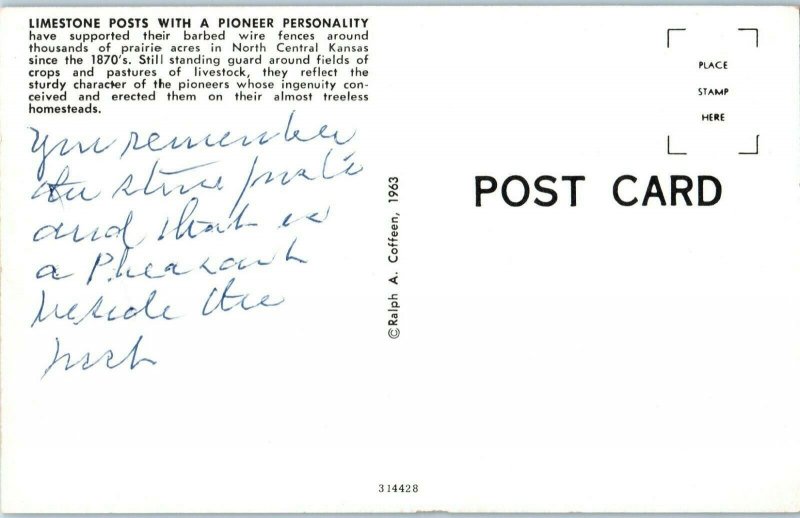 LIMESTONE POSTS WITH A PIONEER PERSONALITY
have supported their barbed wire fences around
thousands of prairie acres in North Central Kansas
since the 1870's. Still standing guard around fields of
crops and pastures of livestock, they reflect the
sturdy character of the pioneers whose ingenuity con-
ceived and erected them on their almost treeless
homesteads.
You remember
the stone posts
and that is
a Pheasant
beside the
post
©Ralph A. Coffeen, 1963
PLACE
STAMP
HERE
POST CARD
314428